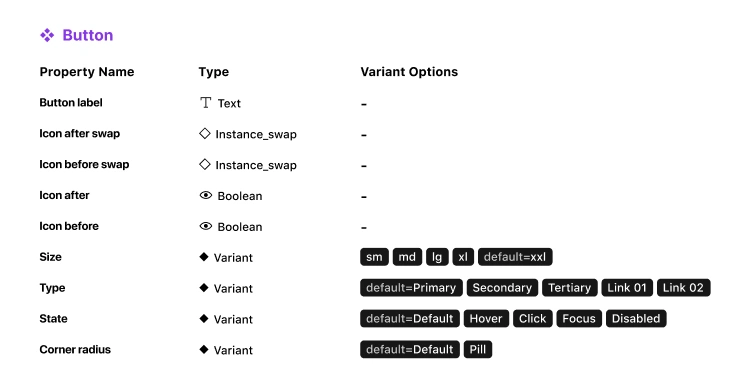 Button
Property Name Type Variant Options
Button label Text -
Icon after swap Instance_swap -
Icon before swap Instance_swap -
Icon after Boolean -
Icon before Boolean -
Size Variant sm md lg xl default=xxl
Type Variant default=Primary Secondary Tertiary Link 01 Link 02
State Variant default=Default Hover Click Focus Disabled
Corner radius Variant default=Default Pill